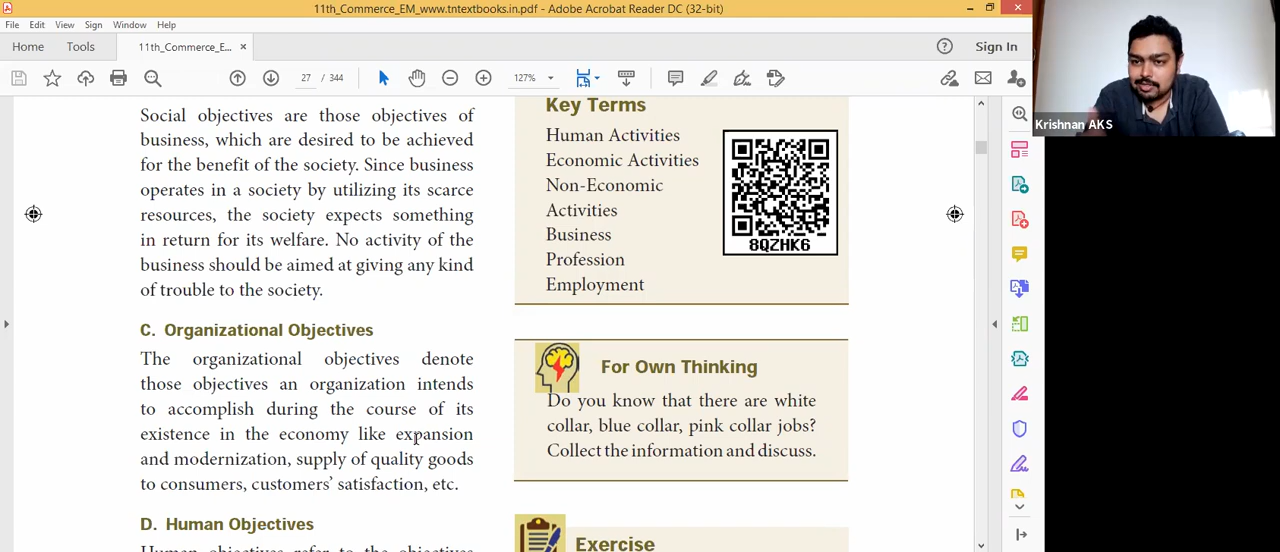 11th_Commerce_EM_www.tntextbooks.in.pdf - Adobe Acrobat Reader DC (32-bit)
File Edit View Sign Window Help
Home Tools 11th_Commerce_E... × Sign In
27 / 344 127%
Social objectives are those objectives of
business, which are desired to be achieved
for the benefit of the society. Since business
operates in a society by utilizing its scarce
resources, the society expects something
in return for its welfare. No activity of the
business should be aimed at giving any kind
of trouble to the society.
C. Organizational Objectives
The organizational objectives denote
those objectives an organization intends
to accomplish during the course of its
existence in the economy like expansion
and modernization, supply of quality goods
to consumers, customers' satisfaction, etc.
D. Human Objectives
Human objectives refer to the objectives
Key Terms
Human Activities
Economic Activities
Non-Economic
Activities
Business
Profession
Employment
8QZHK6
For Own Thinking
Do you know that there are white
collar, blue collar, pink collar jobs?
Collect the information and discuss.
Exercise
Krishnan AKS